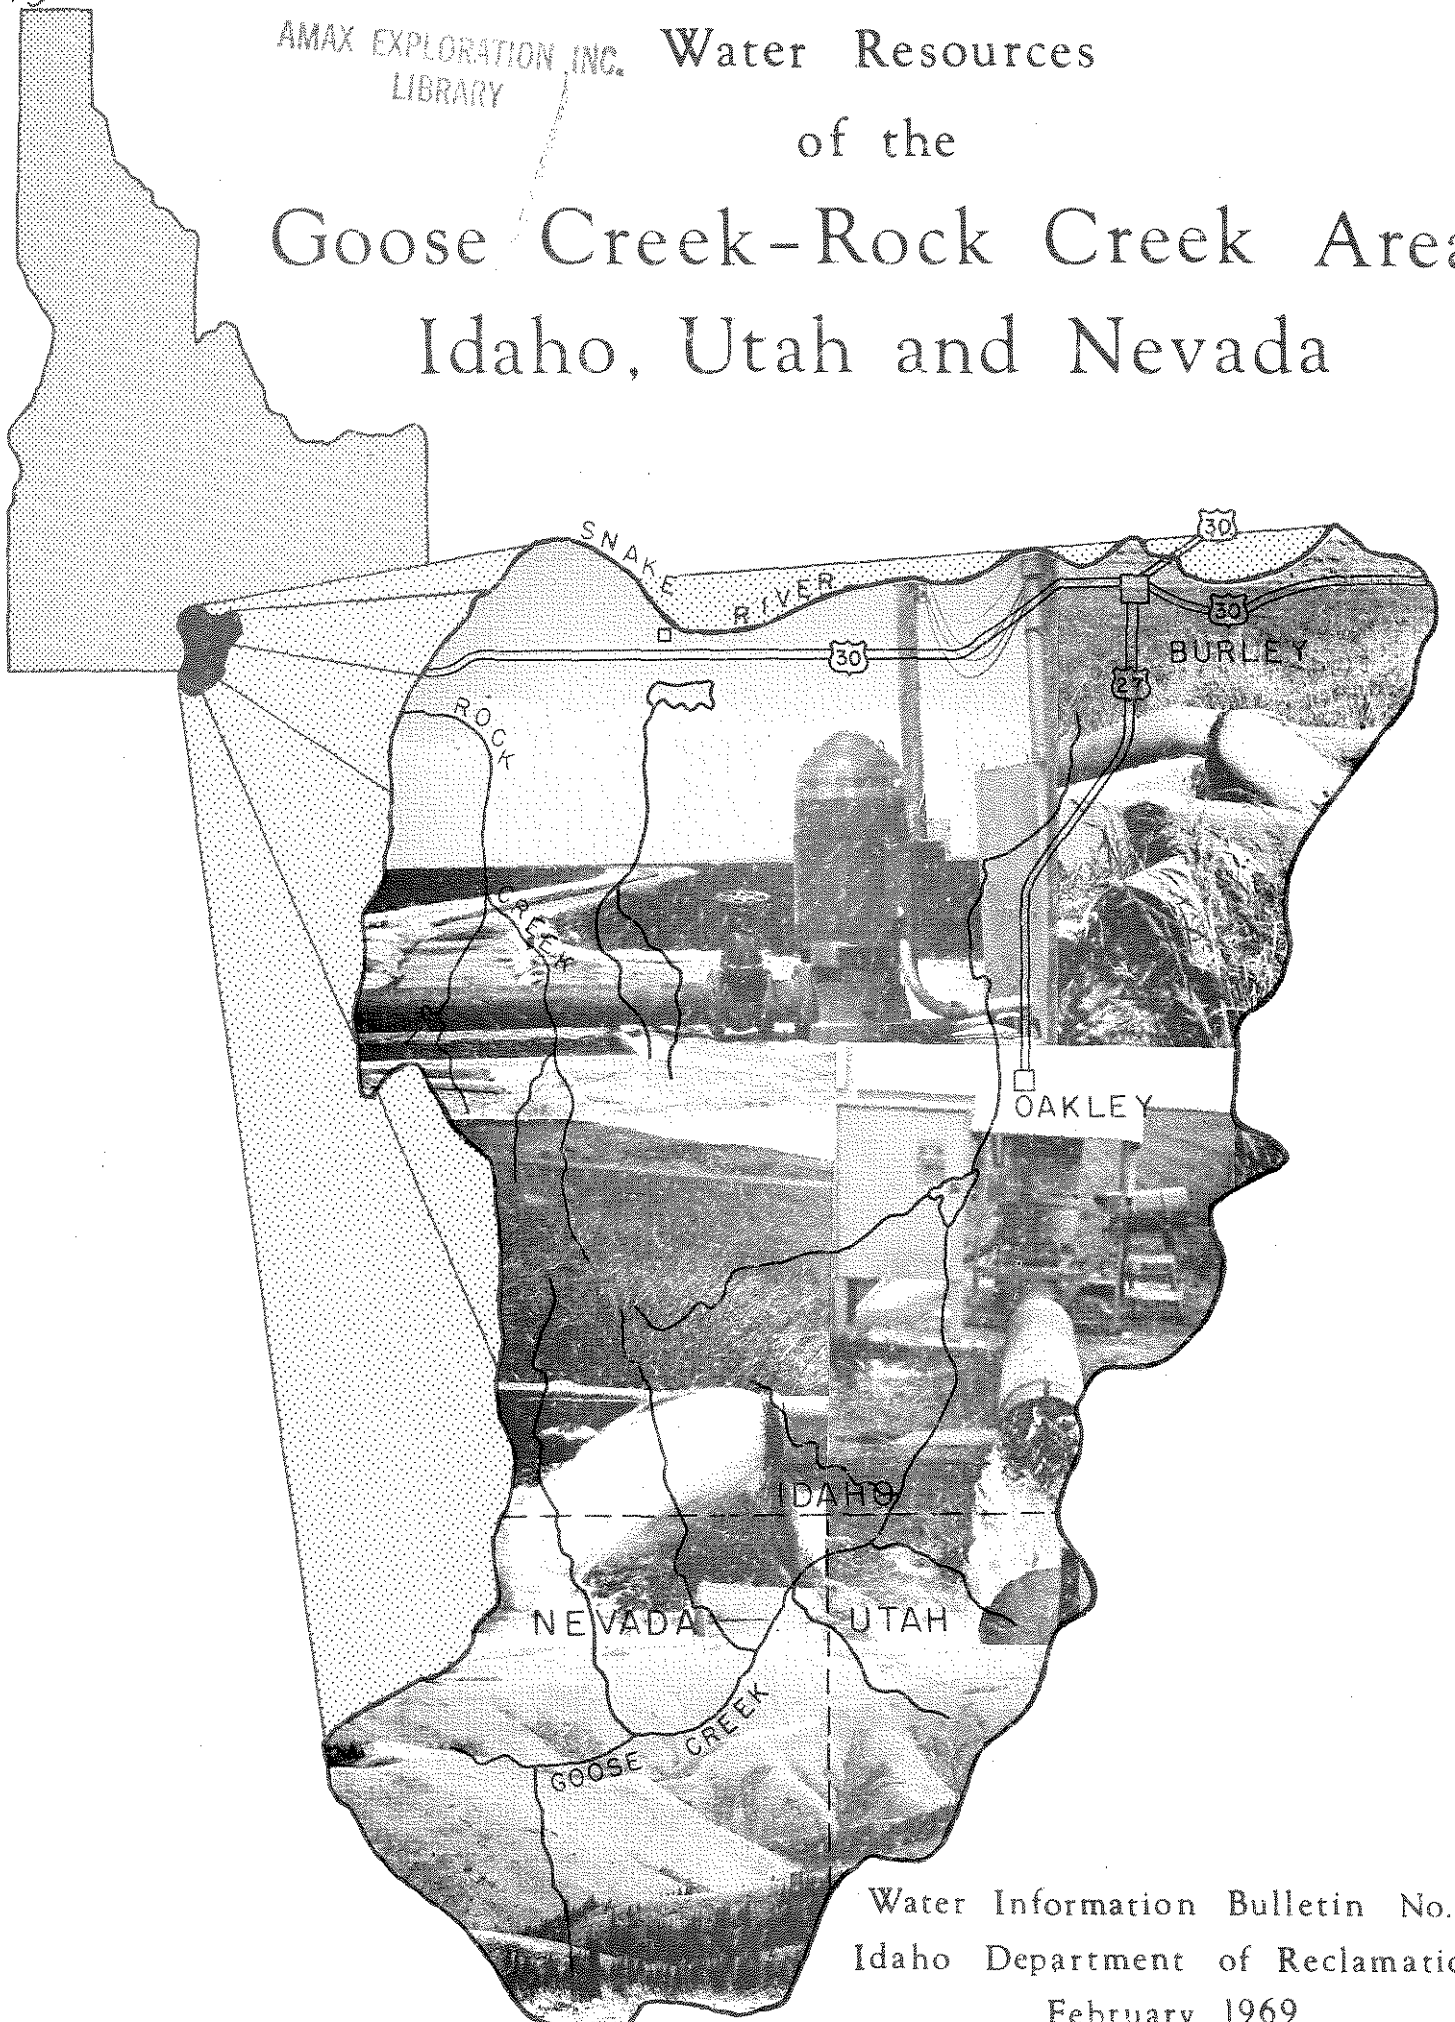 AMAX EXPLORATION, INC.
LIBRARY
Water Resources
of the
Goose Creek-Rock Creek Area
Idaho, Utah and Nevada
SNAKE RIVER
30
30
30
27
BURLEY
ROCK CREEK
OAKLEY
IDAHO
NEVADA
UTAH
GOOSE CREEK
Water Information Bulletin No.
Idaho Department of Reclamatio
February 1969